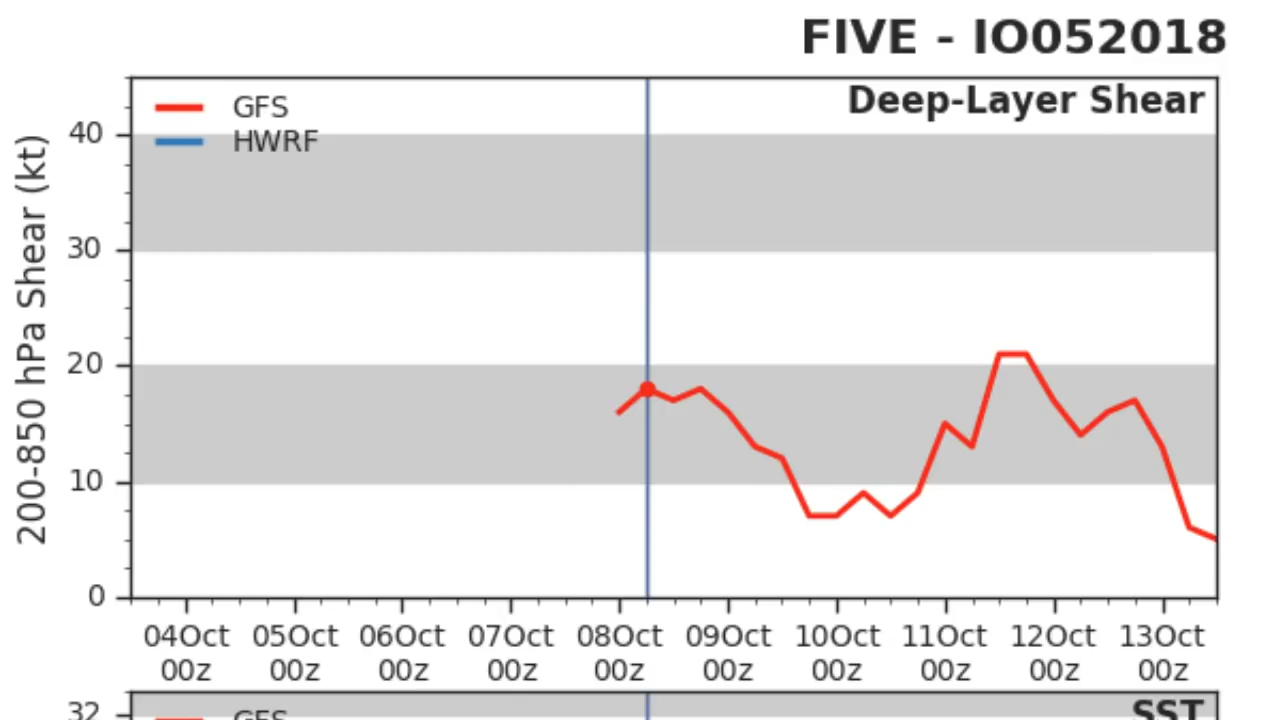 FIVE - IO052018
Deep-Layer Shear
GFS
HWRF
200-850 hPa Shear (kt)
40
30
20
10
0
04Oct 05Oct 06Oct 07Oct 08Oct 09Oct 10Oct 11Oct 12Oct 13Oct
00z 00z 00z 00z 00z 00z 00z 00z 00z 00z
32
GFS
SST